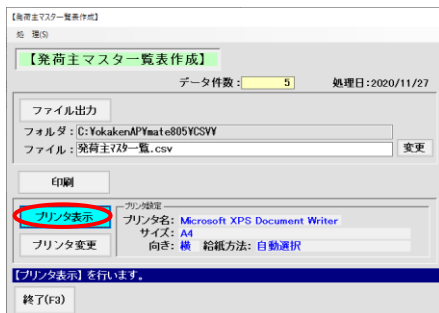 【発荷主マスター覧表作成】
処　理(S)
【発荷主マスター覧表作成】
データ件数： 5 処理日：2020/11/27
ファイル出力
フォルダ：C:¥okakenAP¥mate805¥CSV¥
ファイル：発荷主ﾏｽﾀ一覧.csv 変更
印刷
プリンタ表示
プリンタ変更
プリンタ設定
プリンタ名：Microsoft XPS Document Writer
サイズ：A4
向き：横 給紙方法：自動選択
【プリンタ表示】を行います。
終了(F3)